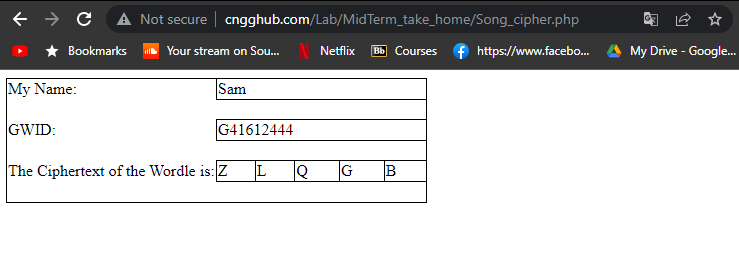 Not secure | cngghub.com/Lab/MidTerm_take_home/Song_cipher.php
Bookmarks Your stream on Sou... Netflix Bb Courses https://www.facebo... My Drive - Google...
My Name: Sam
GWID: G41612444
The Ciphertext of the Wordle is: Z L Q G B